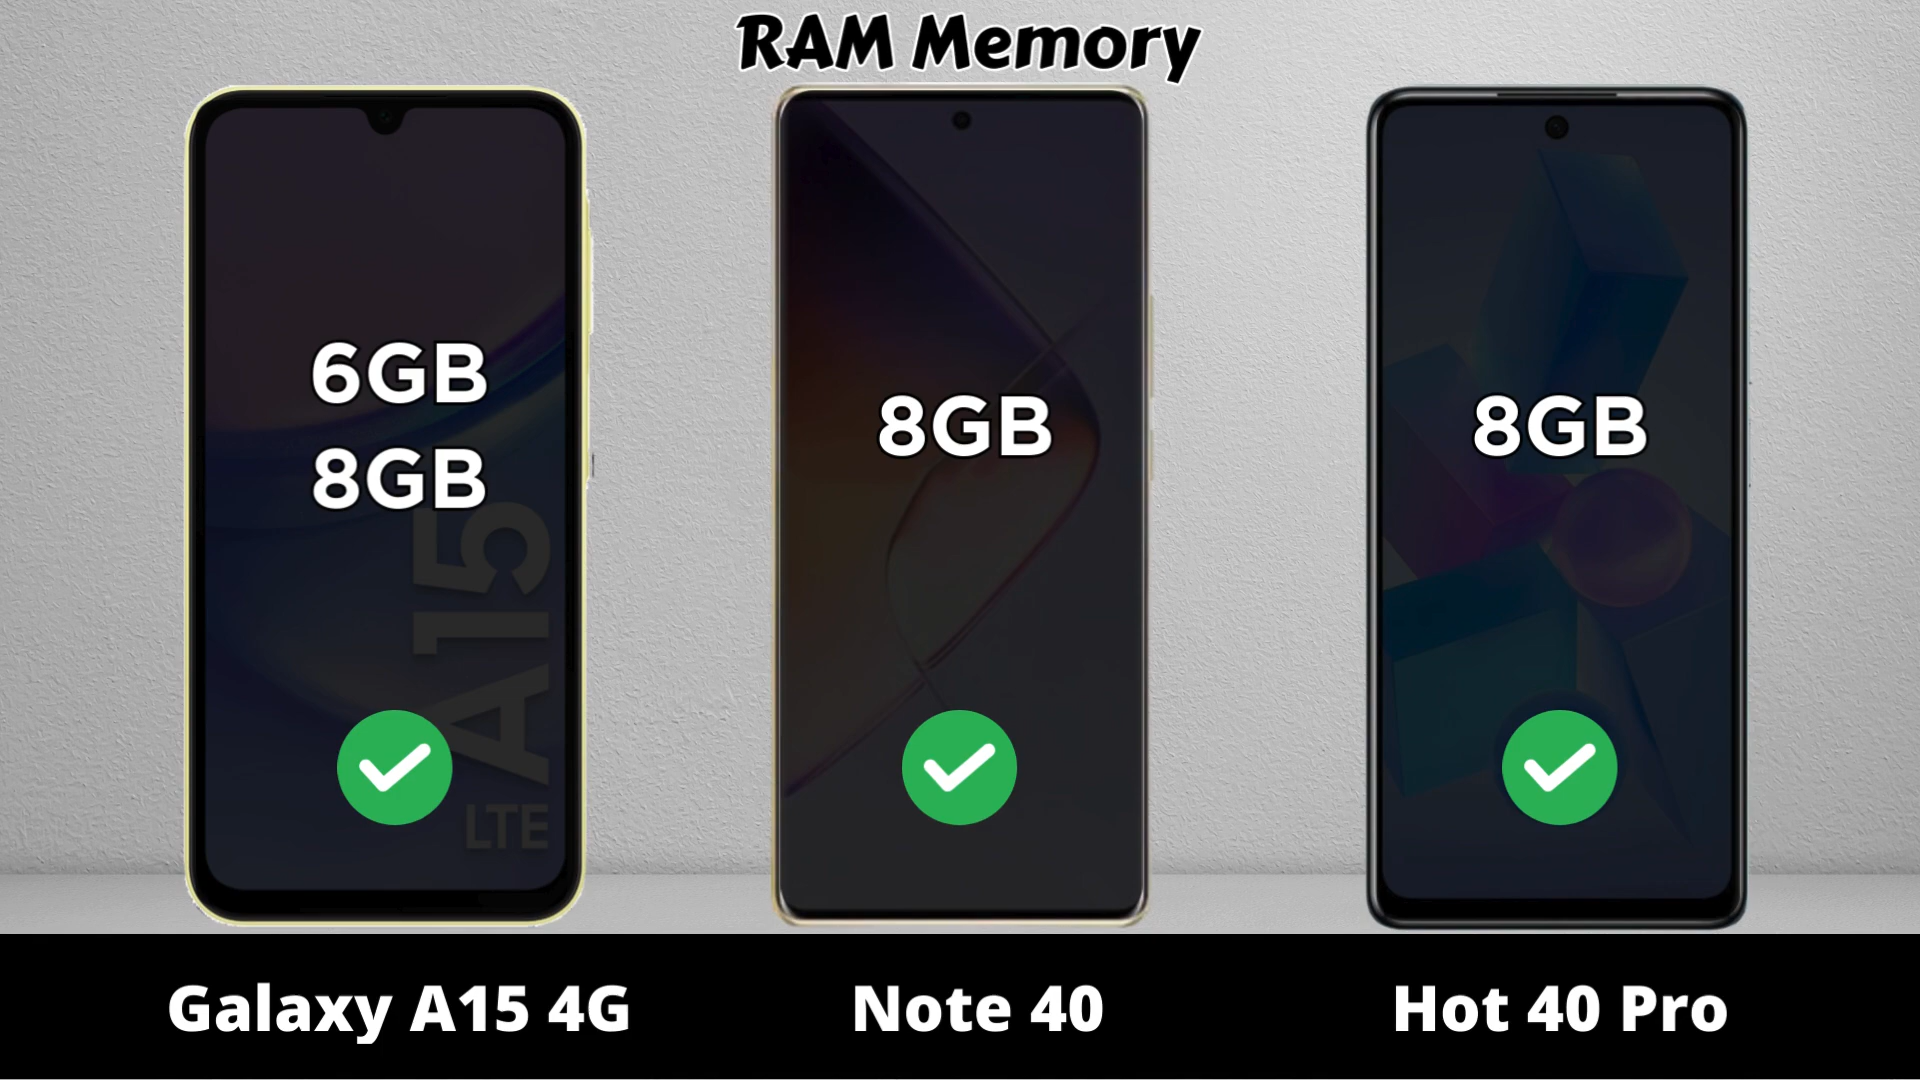 RAM Memory
6GB
8GB
8GB
8GB
A15
LTE
Galaxy A15 4G
Note 40
Hot 40 Pro